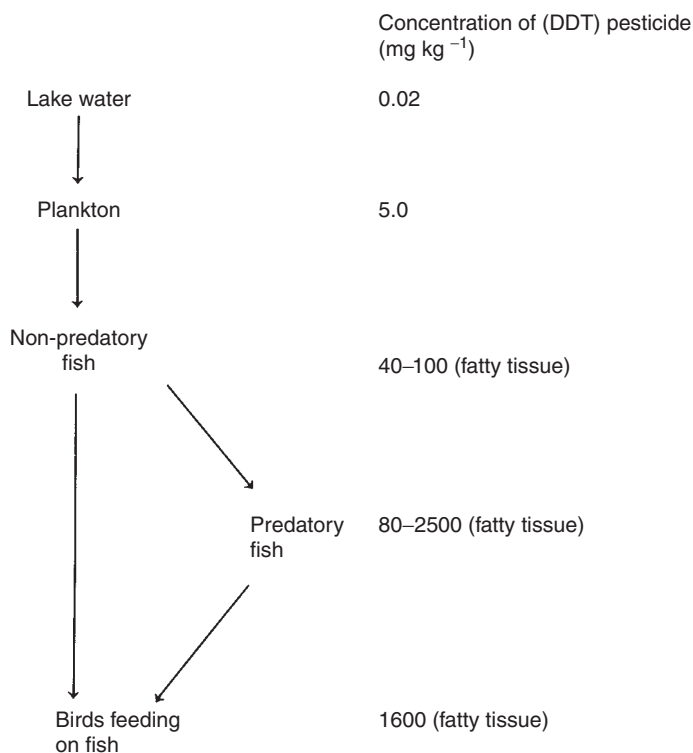 Concentration of (DDT) pesticide
(mg kg⁻¹)
Lake water 0.02
Plankton 5.0
Non-predatory
fish
40–100 (fatty tissue)
Predatory
fish
80–2500 (fatty tissue)
Birds feeding
on fish
1600 (fatty tissue)